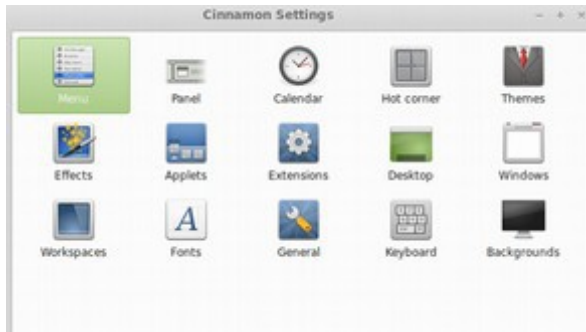 Cinnamon Settings
Menu Panel Calendar Hot corner Themes
Effects Applets Extensions Desktop Windows
Workspaces Fonts General Keyboard Backgrounds